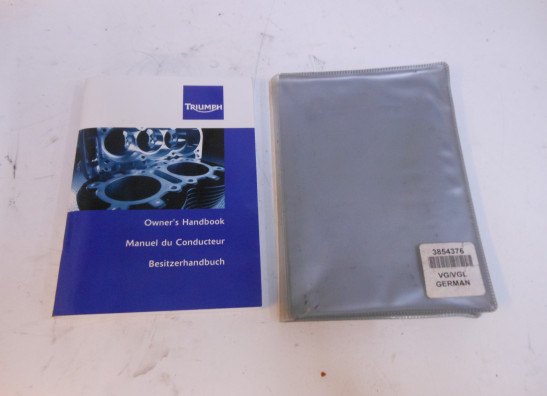 TRIUMPH
Owner's Handbook
Manuel du Conducteur
Besitzerhandbuch
3854376
VG/VGL
GERMAN